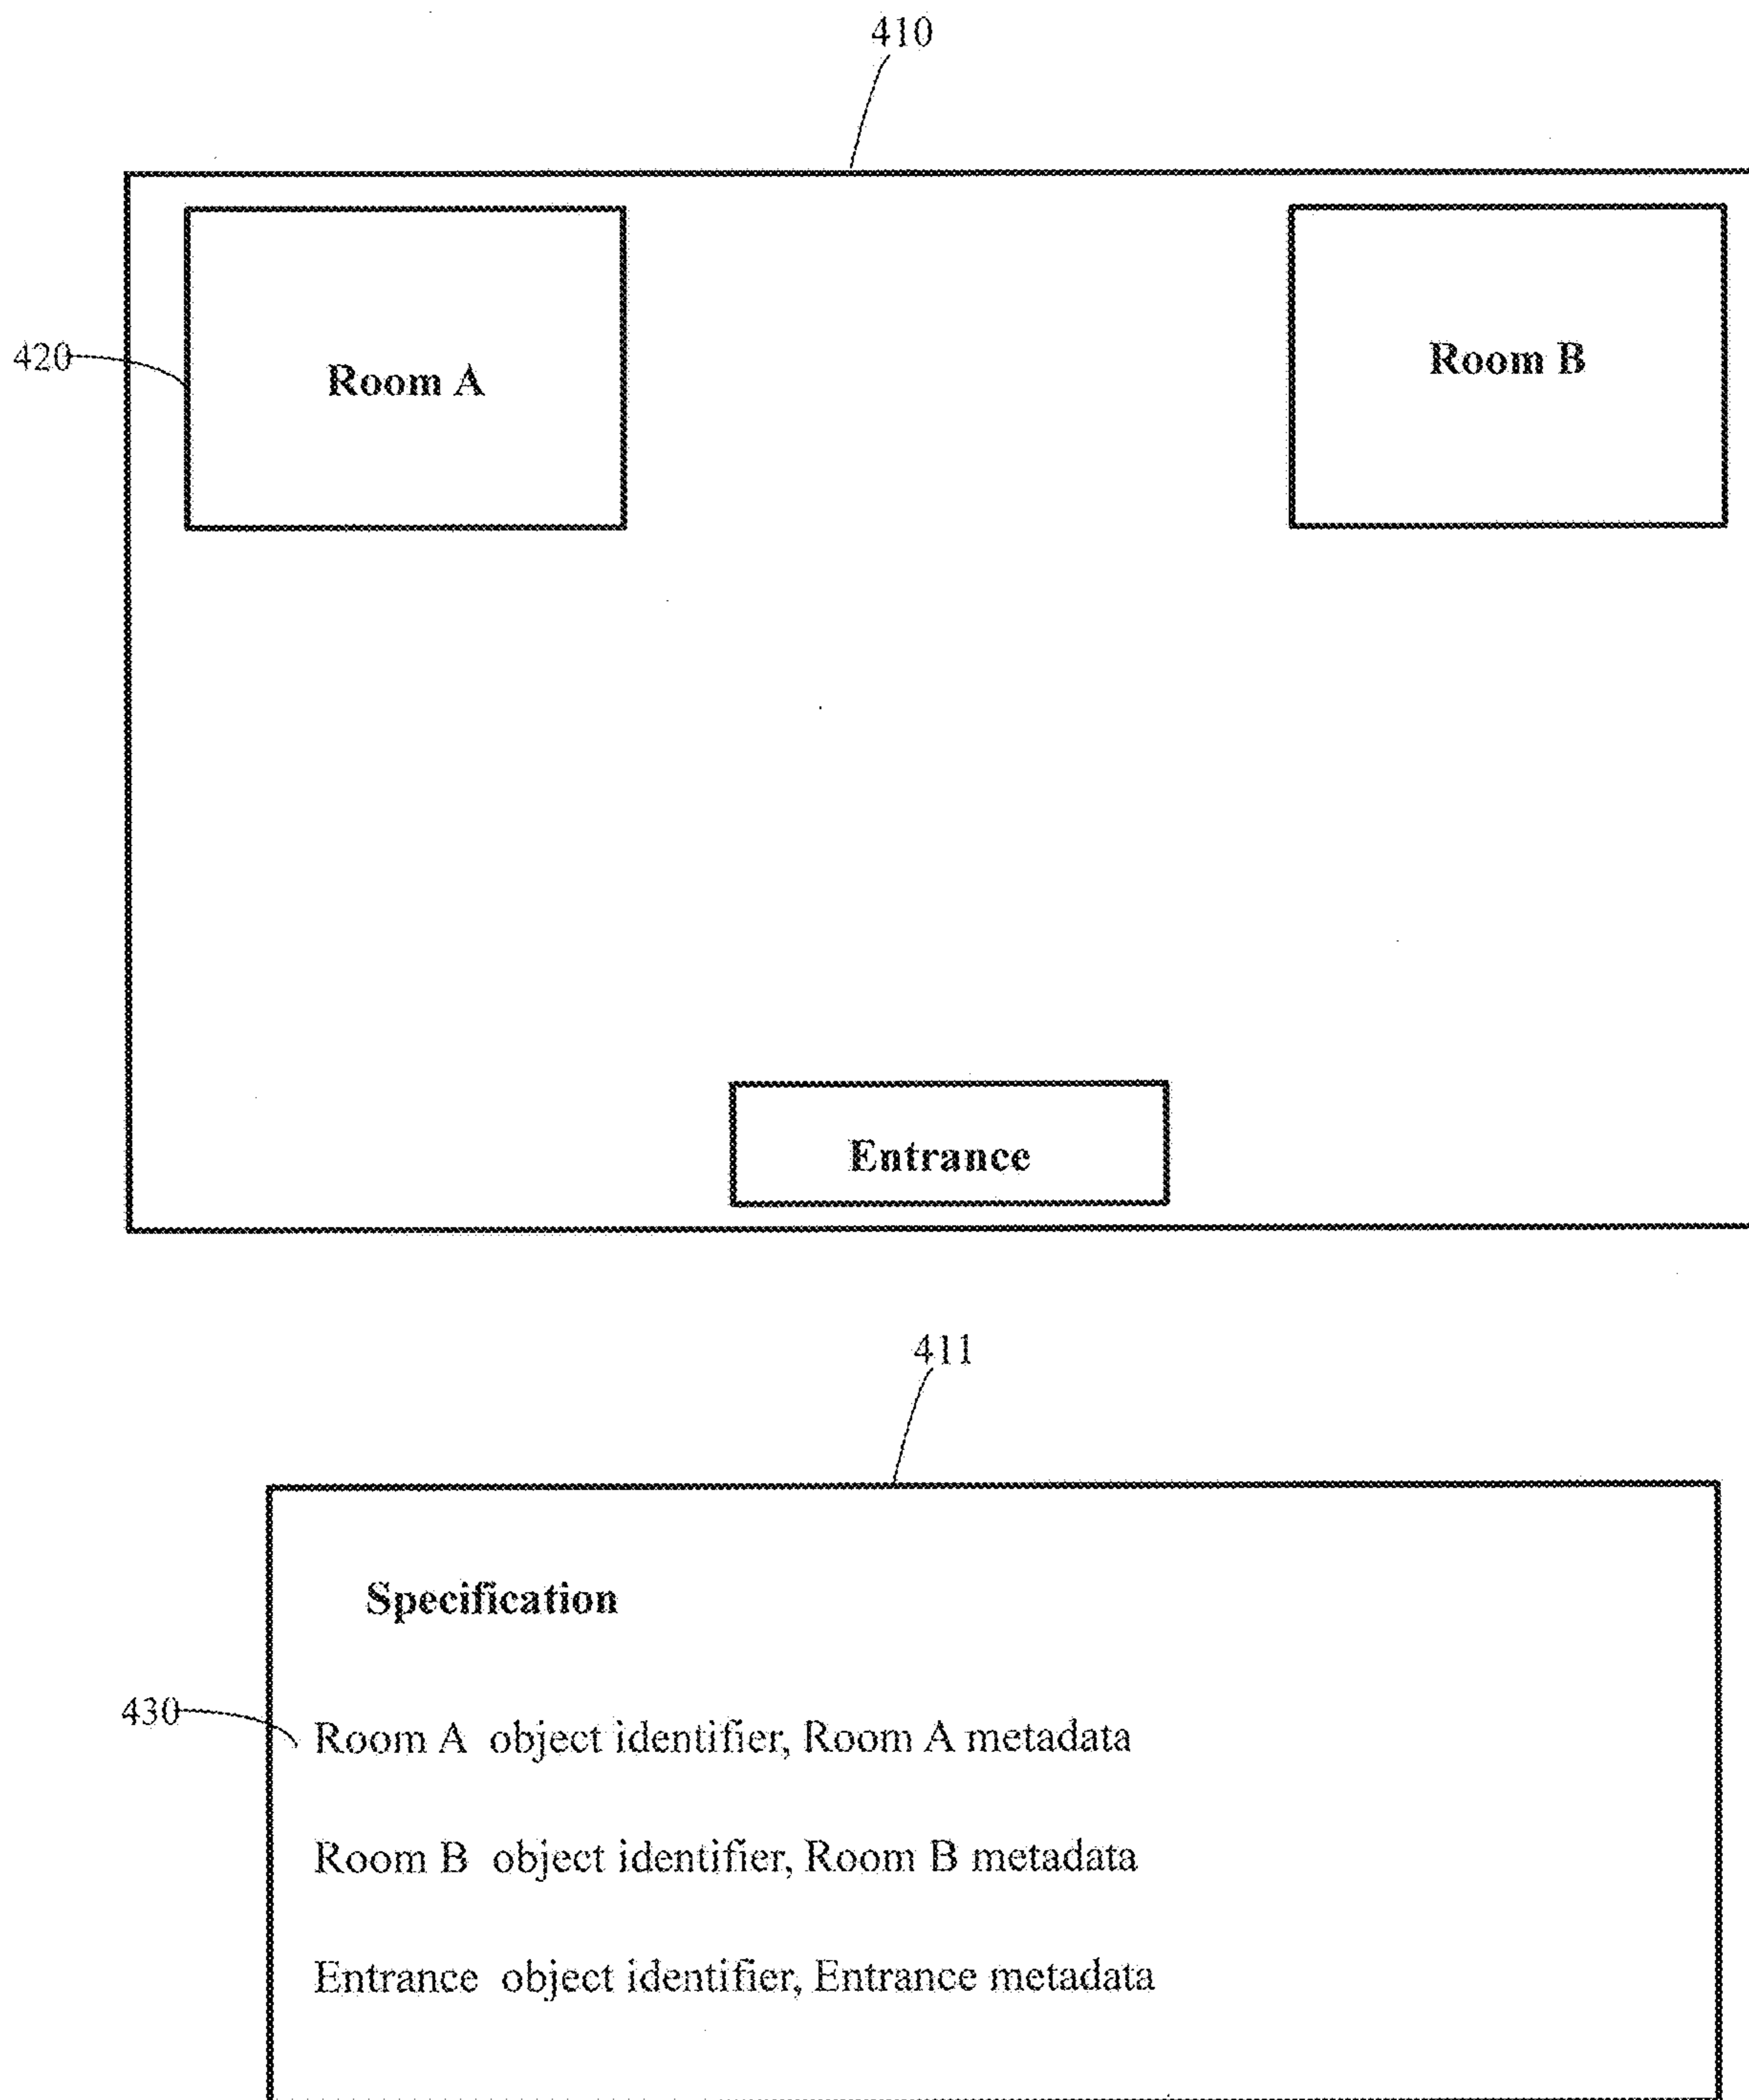 410
420
Room A
Room B
Entrance
411
Specification
430
Room A object identifier, Room A metadata
Room B object identifier, Room B metadata
Entrance object identifier, Entrance metadata